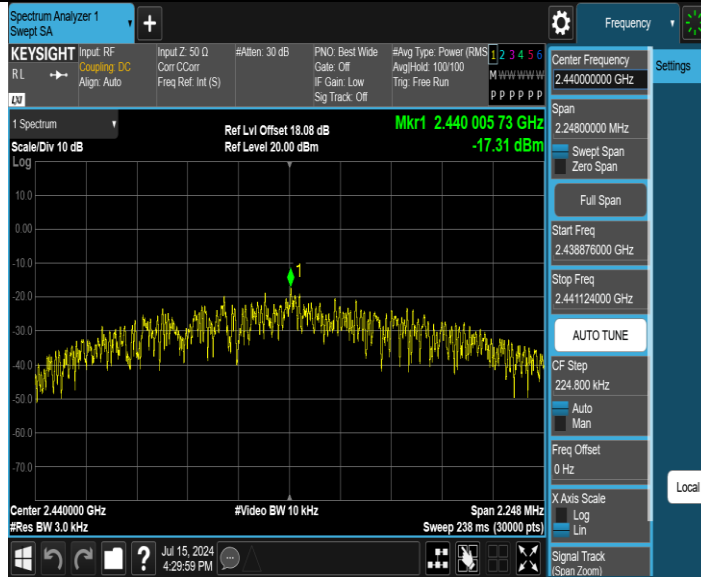 Spectrum Analyzer 1
Swept SA
+
Frequency
KEYSIGHT
RL
LXI
Input: RF
Coupling: DC
Align: Auto
Input Z: 50 Ω
Corr CCorr
Freq Ref: Int (S)
#Atten: 30 dB
PNO: Best Wide
Gate: Off
IF Gain: Low
Sig Track: Off
#Avg Type: Power (RMS
Avg|Hold: 100/100
Trig: Free Run
1 2 3 4 5 6
M W W W W W
P P P P P P
1 Spectrum
Scale/Div 10 dB
Ref Lvl Offset 18.08 dB
Ref Level 20.00 dBm
Mkr1 2.440 005 73 GHz
-17.31 dBm
Log
10.0
0.00
-10.0
-20.0
-30.0
-40.0
-50.0
-60.0
-70.0
1
Center 2.440000 GHz
#Res BW 3.0 kHz
#Video BW 10 kHz
Span 2.248 MHz
Sweep 238 ms (30000 pts)
Center Frequency
2.440000000 GHz
Settings
Span
2.24800000 MHz
Swept Span
Zero Span
Full Span
Start Freq
2.438876000 GHz
Stop Freq
2.441124000 GHz
AUTO TUNE
CF Step
224.800 kHz
Auto
Man
Freq Offset
0 Hz
X Axis Scale
Log
Lin
Local
Signal Track
(Span Zoom)
?
Jul 15, 2024
4:29:59 PM